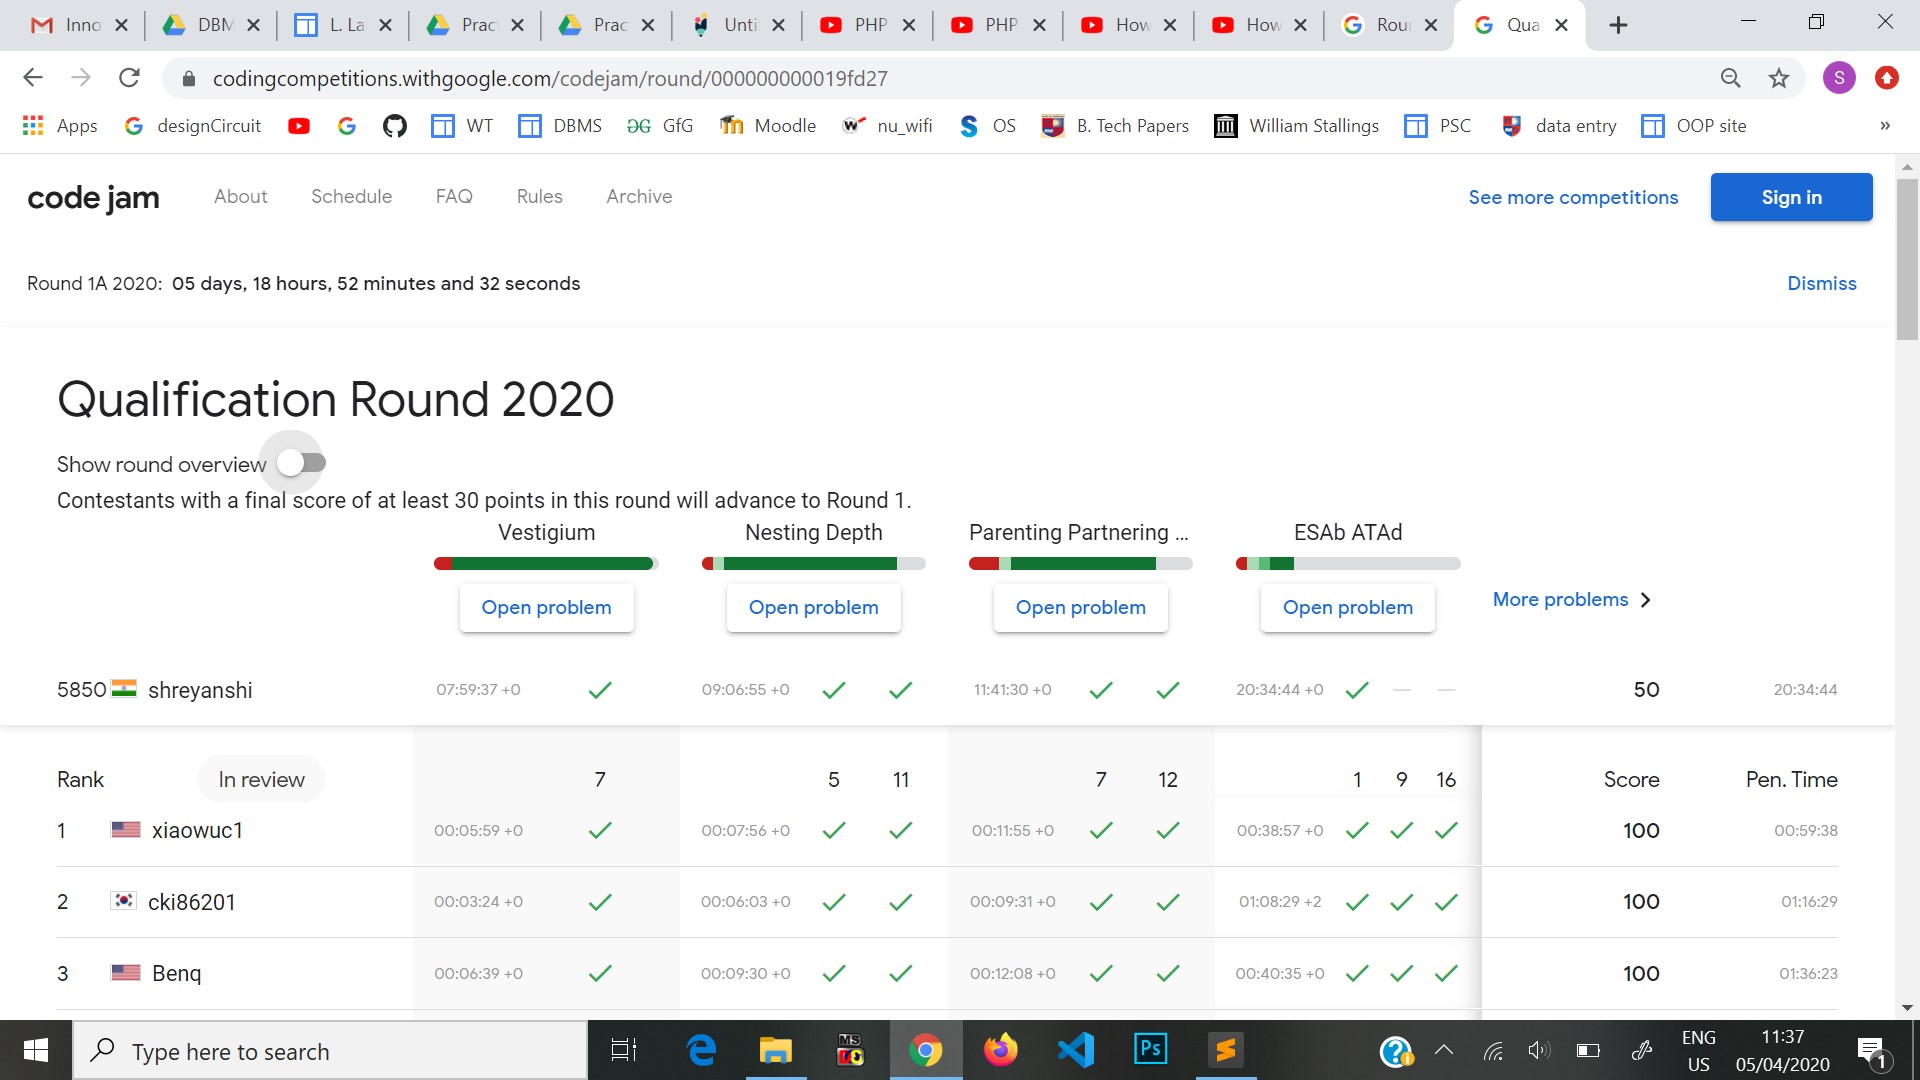 Inno
DBM
L. La
Prac
Prac
Unti
PHP
PHP
How
How
Roun
Qua
codingcompetitions.withgoogle.com/codejam/round/000000000019fd27
S
Apps
designCircuit
WT
DBMS
GfG
Moodle
nu_wifi
OS
B. Tech Papers
William Stallings
PSC
data entry
OOP site
»
code jam
About
Schedule
FAQ
Rules
Archive
See more competitions
Sign in
Round 1A 2020: 05 days, 18 hours, 52 minutes and 32 seconds
Dismiss
Qualification Round 2020
Show round overview
Contestants with a final score of at least 30 points in this round will advance to Round 1.
Vestigium
Nesting Depth
Parenting Partnering ...
ESAb ATAd
Open problem
Open problem
Open problem
Open problem
More problems
5850 shreyanshi 07:59:37 +0 09:06:55 +0 11:41:30 +0 20:34:44 +0 50 20:34:44
Rank In review 7 5 11 7 12 1 9 16 Score Pen. Time
1 xiaowuc1 00:05:59 +0 00:07:56 +0 00:11:55 +0 00:38:57 +0 100 00:59:38
2 cki86201 00:03:24 +0 00:06:03 +0 00:09:31 +0 01:08:29 +2 100 01:16:29
3 Benq 00:06:39 +0 00:09:30 +0 00:12:08 +0 00:40:35 +0 100 01:36:23
Type here to search
Ps
ENG
US
11:37
05/04/2020
1